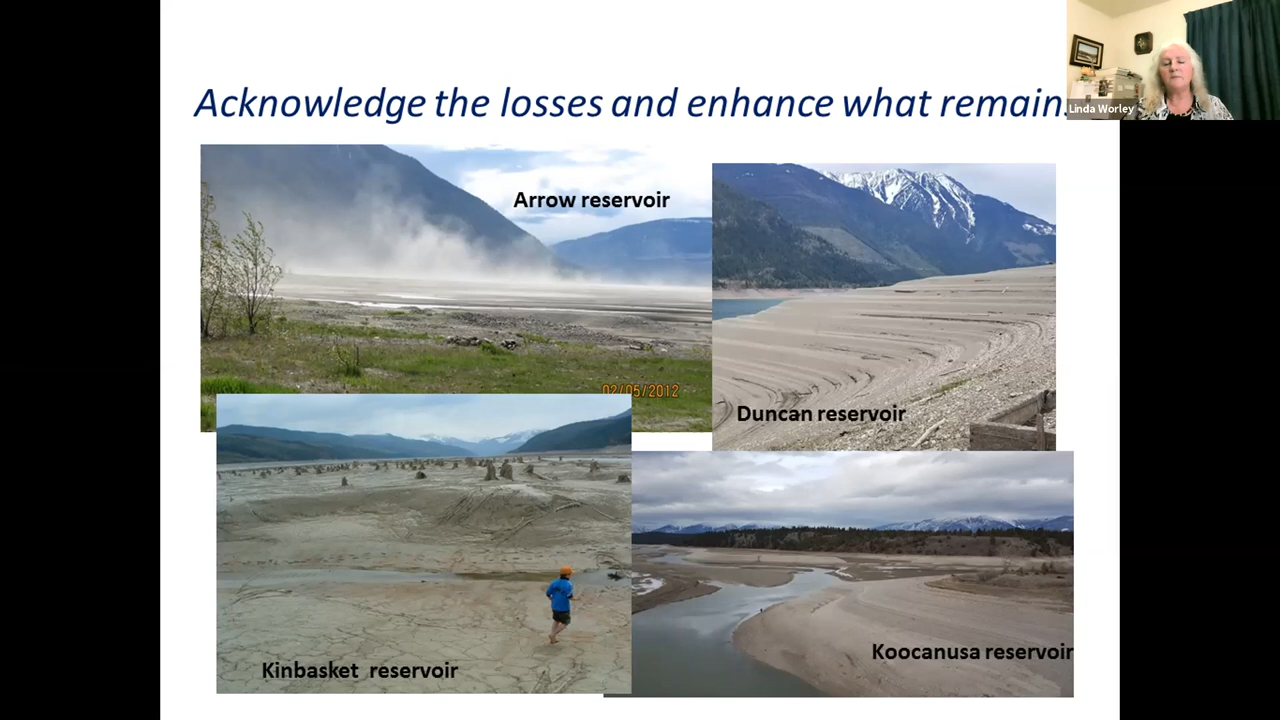 Acknowledge the losses and enhance what remain
Linda Worley
Arrow reservoir
02/05/2012
Duncan reservoir
Kinbasket reservoir
Koocanusa reservoir